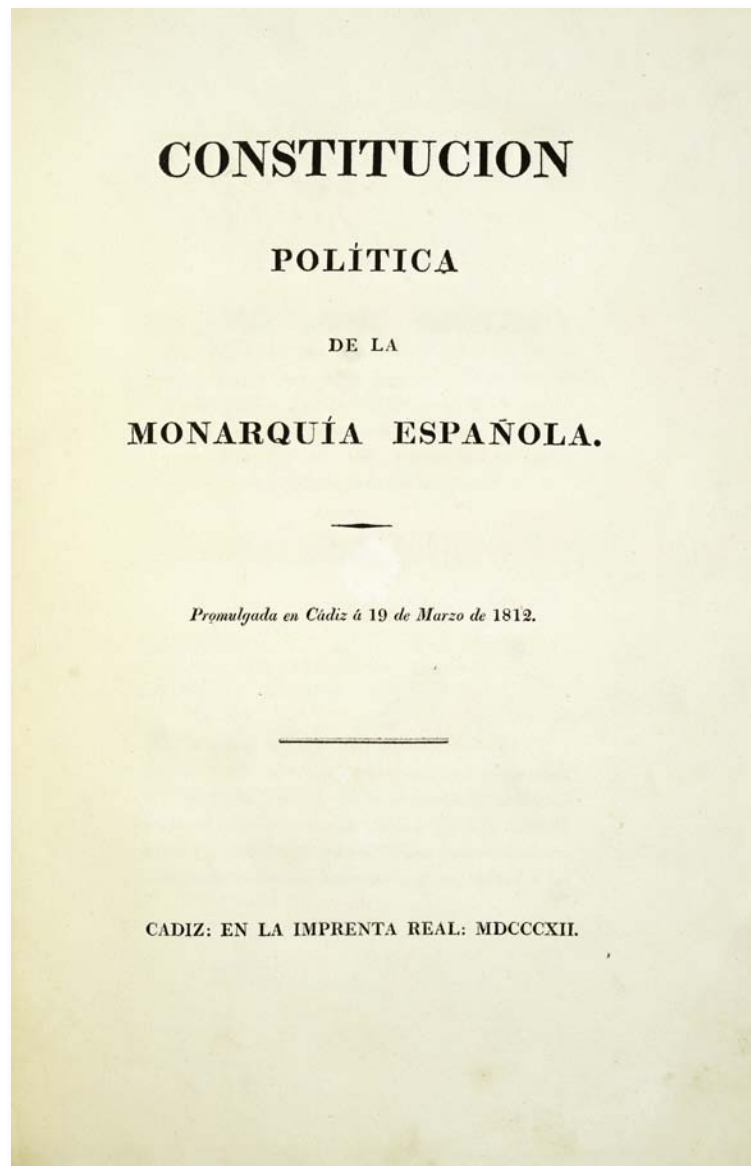 CONSTITUCION
POLÍTICA
DE LA
MONARQUÍA ESPAÑOLA.
Promulgada en Cádiz á 19 de Marzo de 1812.
CADIZ: EN LA IMPRENTA REAL: MDCCCXII.